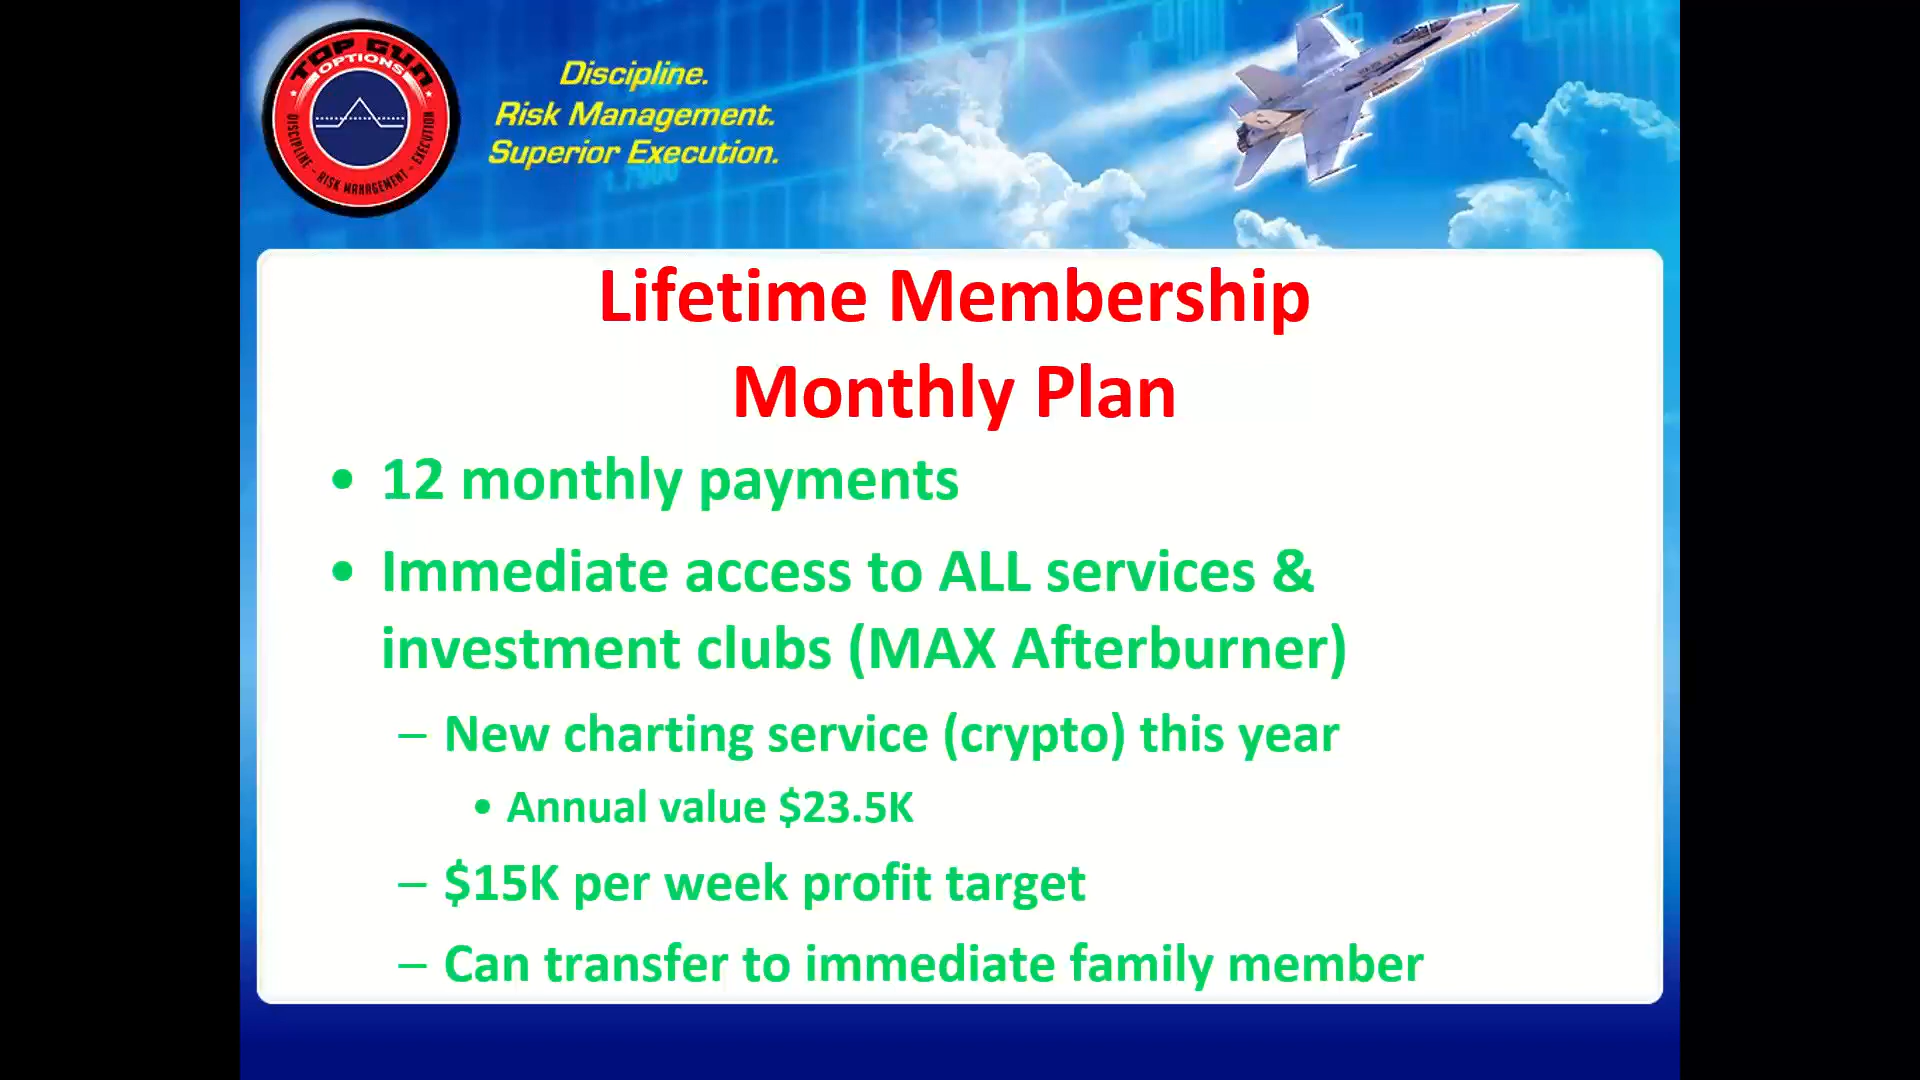 TOP GUN
OPTIONS
DISCIPLINE - RISK MANAGEMENT - EXECUTION
Discipline.
Risk Management.
Superior Execution.
Lifetime Membership
Monthly Plan
• 12 monthly payments
• Immediate access to ALL services &
investment clubs (MAX Afterburner)
– New charting service (crypto) this year
• Annual value $23.5K
– $15K per week profit target
– Can transfer to immediate family member